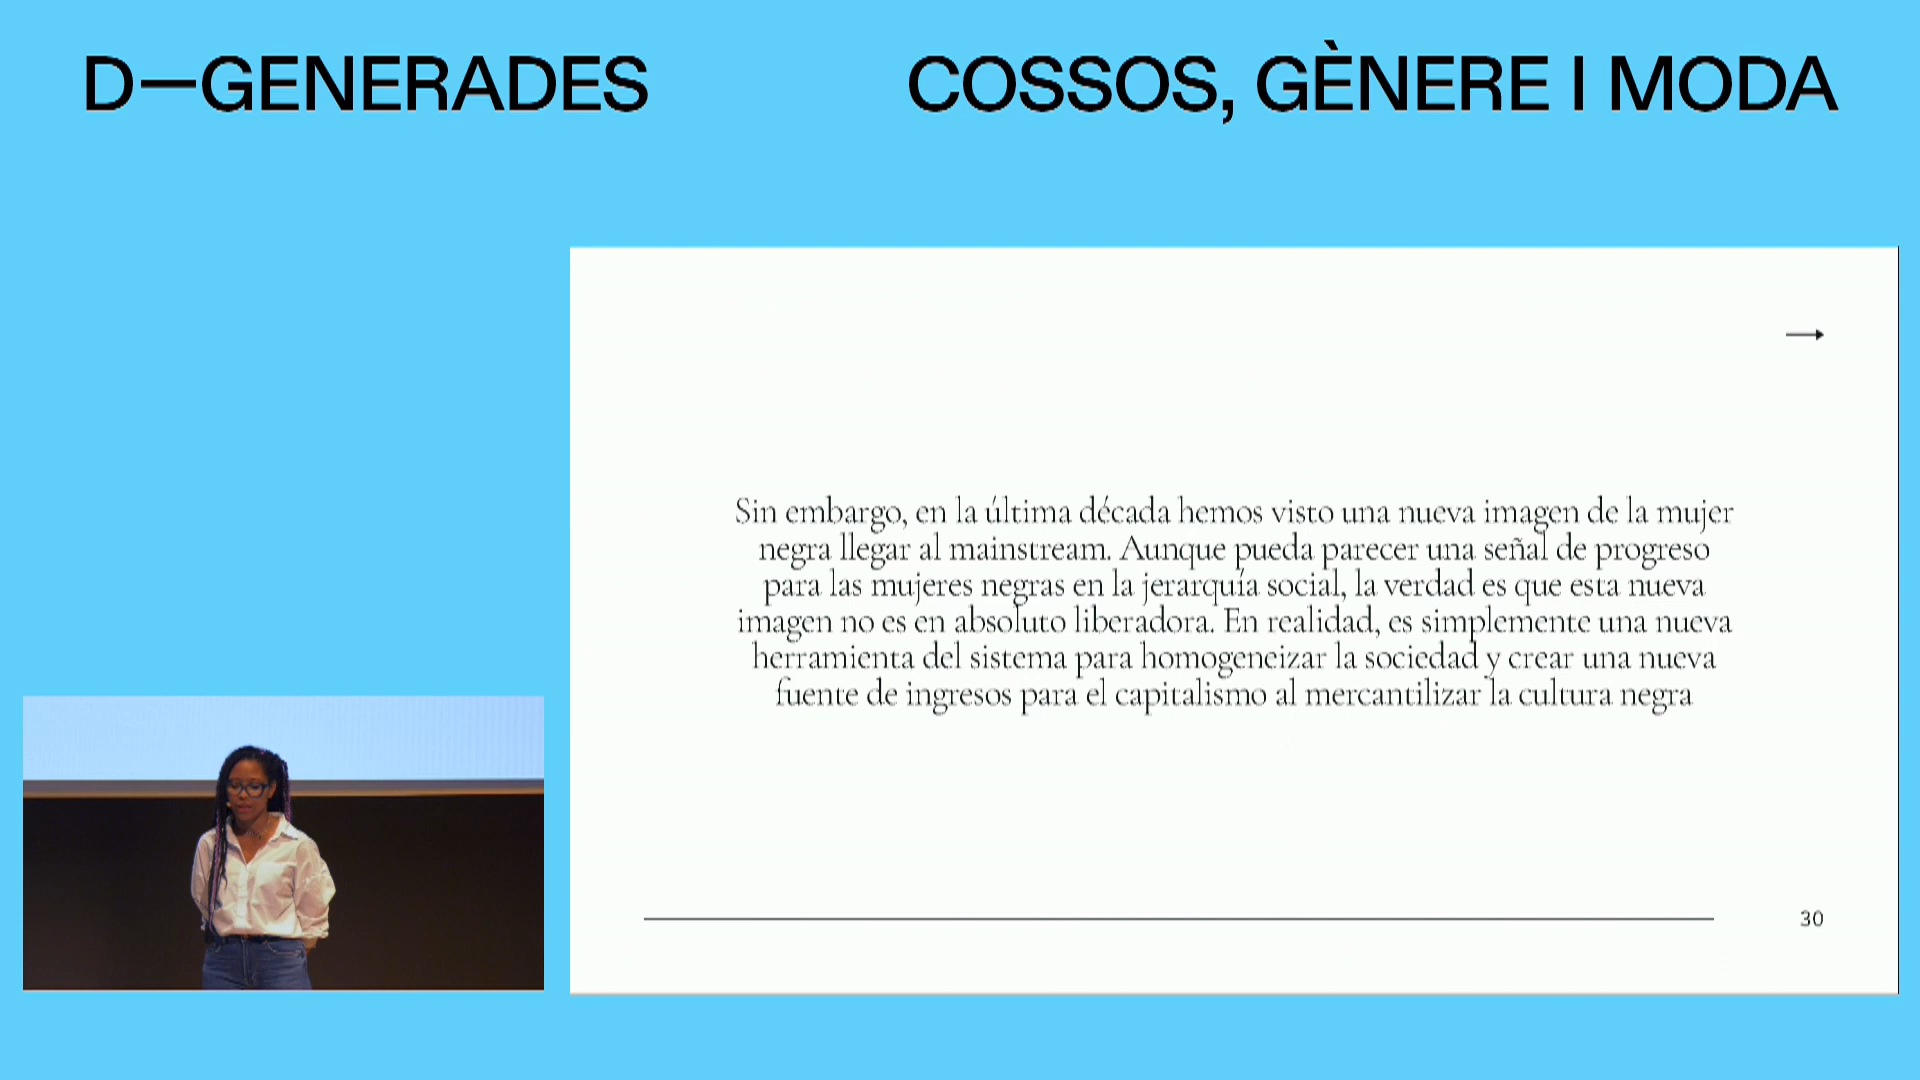 D—GENERADES
COSSOS, GÈNERE I MODA
Sin embargo, en la última década hemos visto una nueva imagen de la mujer
negra llegar al mainstream. Aunque pueda parecer una señal de progreso
para las mujeres negras en la jerarquía social, la verdad es que esta nueva
imagen no es en absoluto liberadora. En realidad, es simplemente una nueva
herramienta del sistema para homogeneizar la sociedad y crear una nueva
fuente de ingresos para el capitalismo al mercantilizar la cultura negra
30